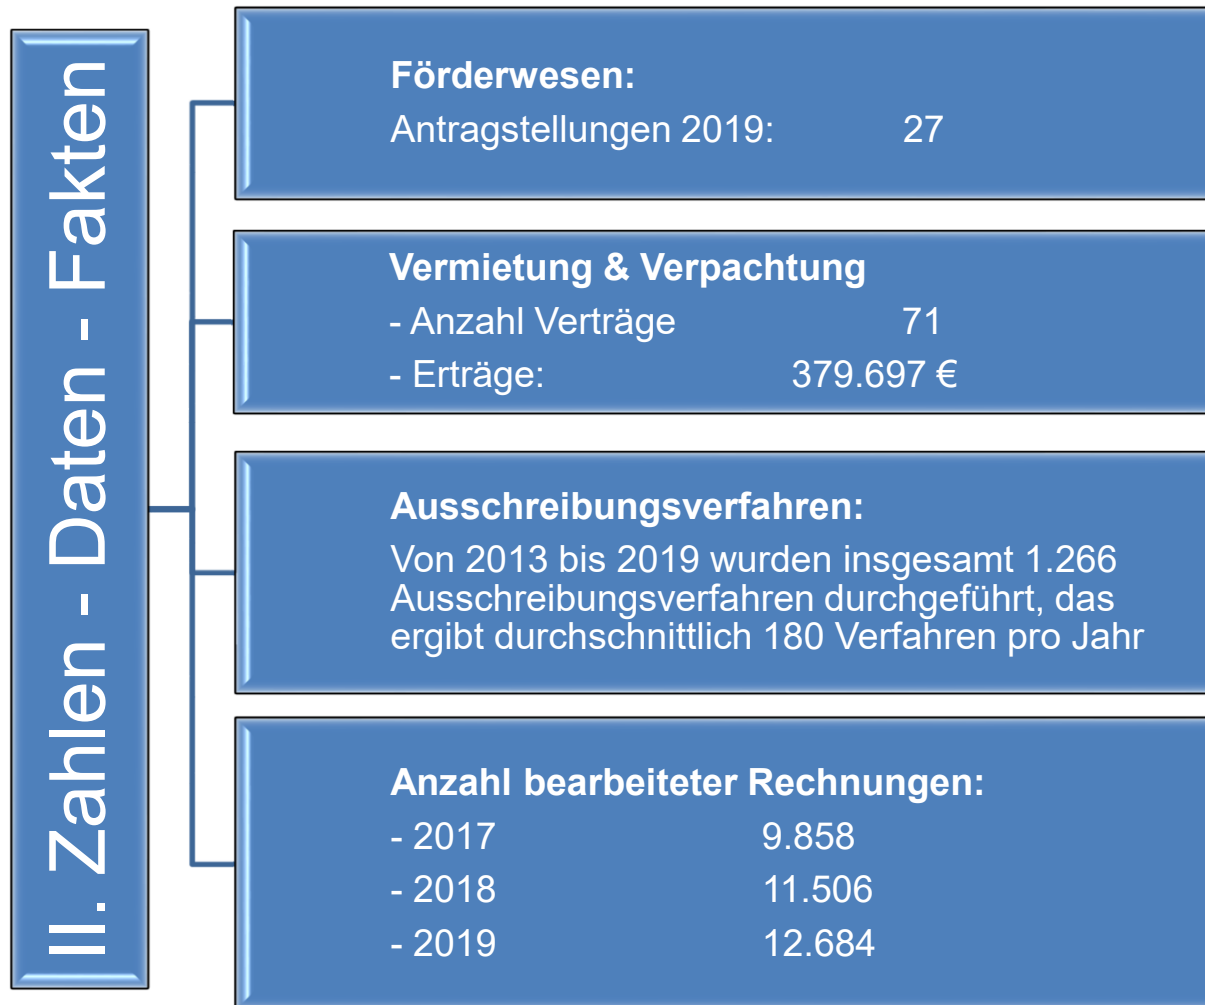 II. Zahlen - Daten - Fakten
Förderwesen:
Antragstellungen 2019: 27
Vermietung & Verpachtung
- Anzahl Verträge 71
- Erträge: 379.697 €
Ausschreibungsverfahren:
Von 2013 bis 2019 wurden insgesamt 1.266
Ausschreibungsverfahren durchgeführt, das
ergibt durchschnittlich 180 Verfahren pro Jahr
Anzahl bearbeiteter Rechnungen:
- 2017 9.858
- 2018 11.506
- 2019 12.684